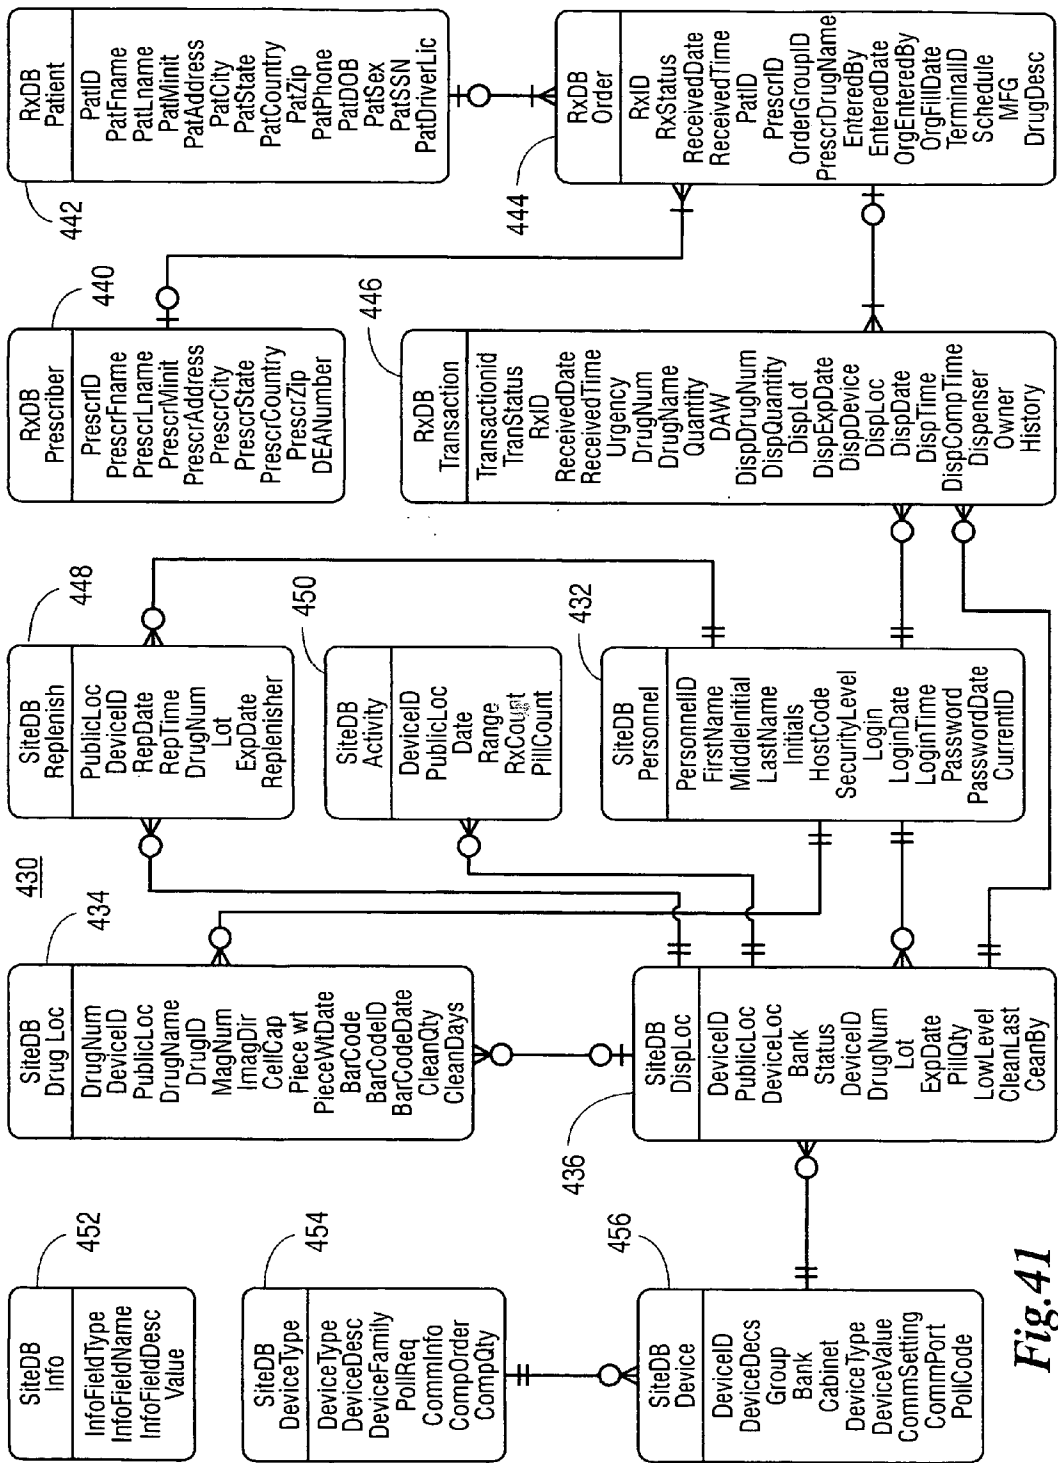 430
SiteDB
Info
InfoFieldType
InfoFieldName
InfoFieldDesc
Value
452
SiteDB
DeviceType
DeviceType
DeviceDesc
DeviceFamily
PollReq
CommInfo
CompOrder
CompQty
454
SiteDB
Device
DeviceID
DeviceDecs
Group
Bank
Cabinet
DeviceType
DeviceValue
CommSetting
CommPort
PollCode
456
SiteDB
Drug Loc
DrugNum
DeviceID
PublicLoc
DrugName
DrugID
MagNum
ImagDir
CellCap
Piece wt
PieceWtDate
BarCode
BarCodeID
BarCodeDate
CleanQty
CleanDays
434
SiteDB
DispLoc
DeviceID
PublicLoc
DeviceLoc
Bank
Status
DeviceID
DrugNum
Lot
ExpDate
PillQty
LowLevel
CleanLast
CeanBy
436
SiteDB
Replenish
PublicLoc
DeviceID
RepDate
RepTime
DrugNum
Lot
ExpDate
Replenisher
448
SiteDB
Activity
DeviceID
PublicLoc
Date
Range
RxCount
PillCount
450
SiteDB
Personnel
PersonnelID
FirstName
MiddleInitial
LastName
Initials
HostCode
SecurityLevel
Login
LoginDate
LoginTime
Password
PasswordDate
CurrentID
432
RxDB
Prescriber
PrescrID
PrescrFname
PrescrLname
PrescrMinit
PrescrAddress
PrescrCity
PrescrState
PrescrCountry
PrescrZip
DEANumber
440
RxDB
Transaction
Transactionid
TranStatus
RxID
ReceivedDate
ReceivedTime
Urgency
DrugNum
DrugName
Quantity
DAW
DispDrugNum
DispQuantity
DispLot
DispExpDate
DispDevice
DispLoc
DispDate
DispTime
DispCompTime
Dispenser
Owner
History
446
RxDB
Patient
PatID
PatFname
PatLname
PatMinit
PatAddress
PatCity
PatState
PatCountry
PatZip
PatPhone
PatDOB
PatSex
PatSSN
PatDriverLic
442
RxDB
Order
RxID
RxStatus
ReceivedDate
ReceivedTime
PatID
PrescrID
OrderGroupID
PrescrDrugName
EnteredBy
EnteredDate
OrgEnteredBy
OrgFillDate
TerminalID
Schedule
MFG
DrugDesc
444
Fig.41